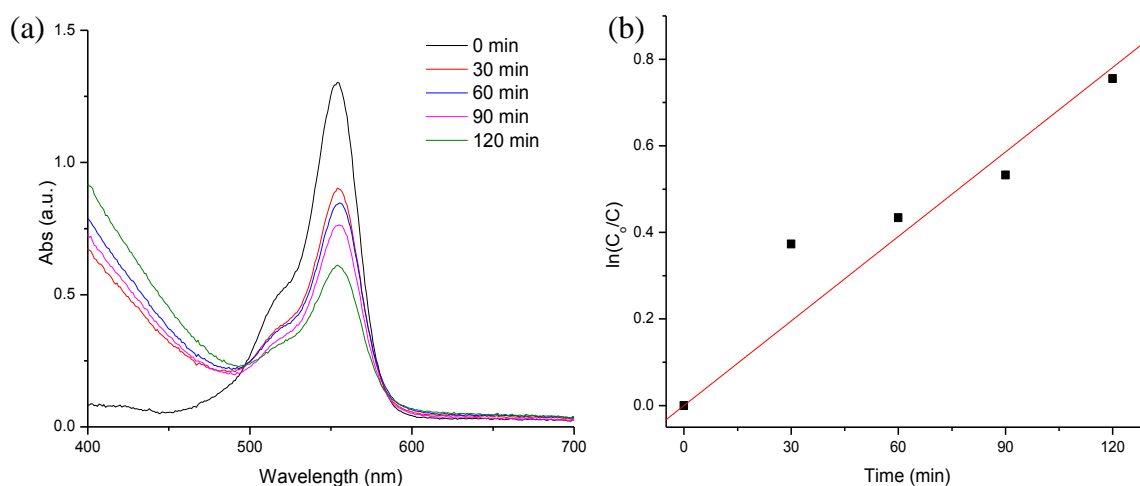 (a)
1.5
1.0
0.5
0.0
Abs (a.u.)
400
500
600
700
Wavelength (nm)
0 min
30 min
60 min
90 min
120 min
(b)
0.8
0.6
0.4
0.2
0.0
ln(Co/C)
0
30
60
90
120
Time (min)